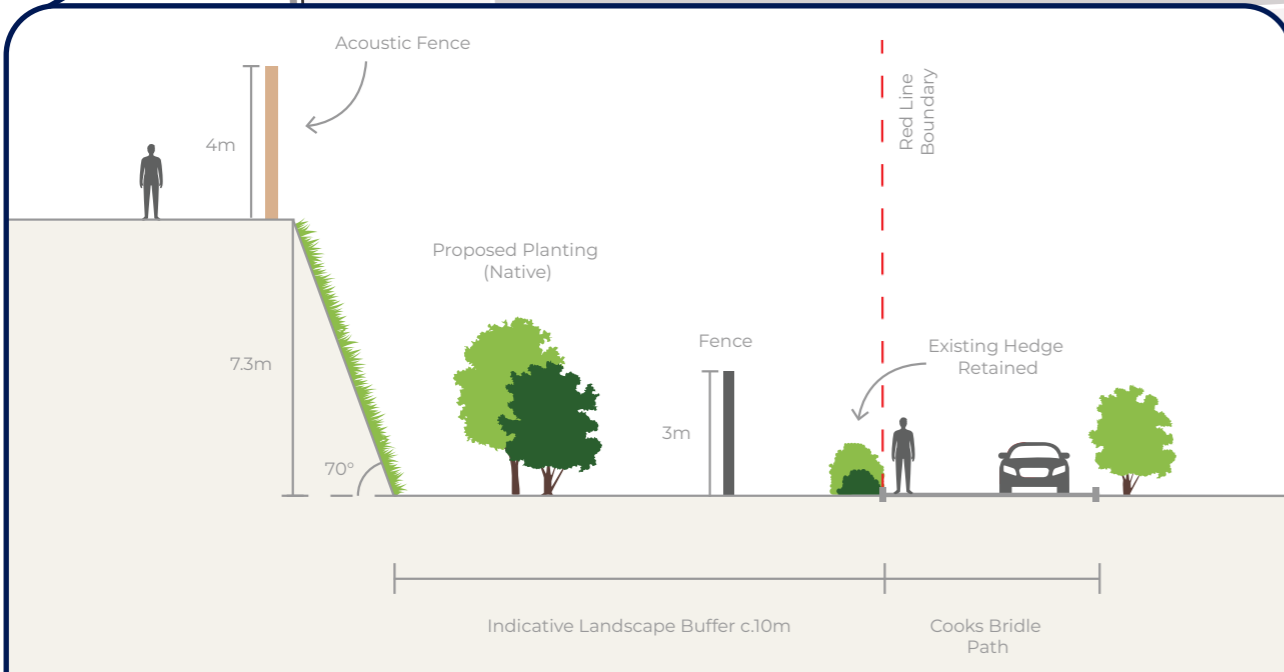 Acoustic Fence
4m
Red Line
Boundary
Proposed Planting
(Native)
7.3m
70°
Fence
3m
Existing Hedge
Retained
Indicative Landscape Buffer c.10m
Cooks Bridle
Path